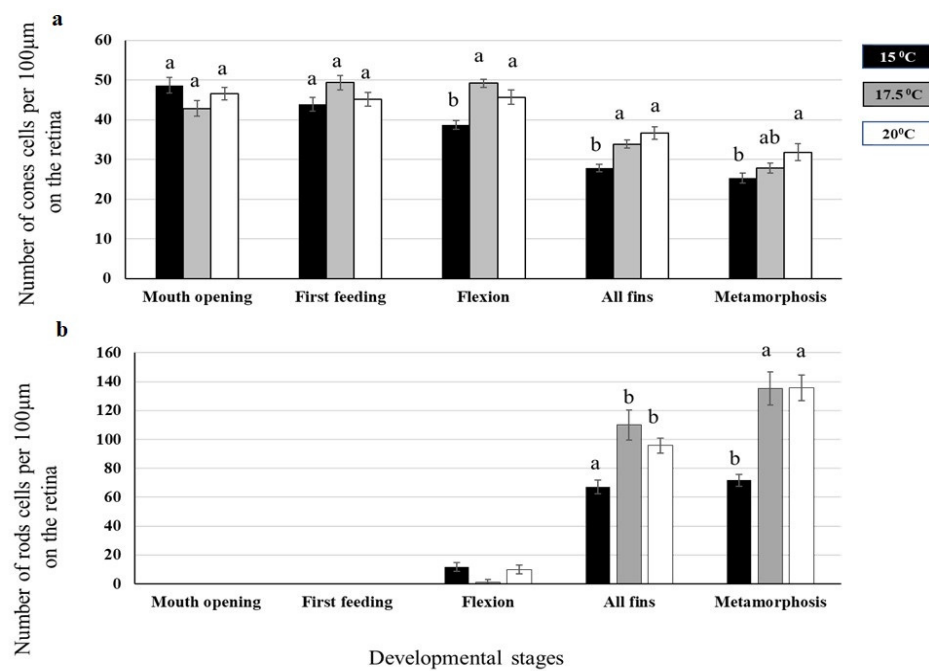 a
60
50
40
30
20
10
0
Number of cones cells per 100µm
on the retina
a a a
a a a
b a a
b a a
b ab a
Mouth opening First feeding Flexion All fins Metamorphosis
15 ⁰C
17.5 ⁰C
20⁰C
b
160
140
120
100
80
60
40
20
0
Number of rods cells per 100µm
on the retina
a b b
b a a
Mouth opening First feeding Flexion All fins Metamorphosis
Developmental stages